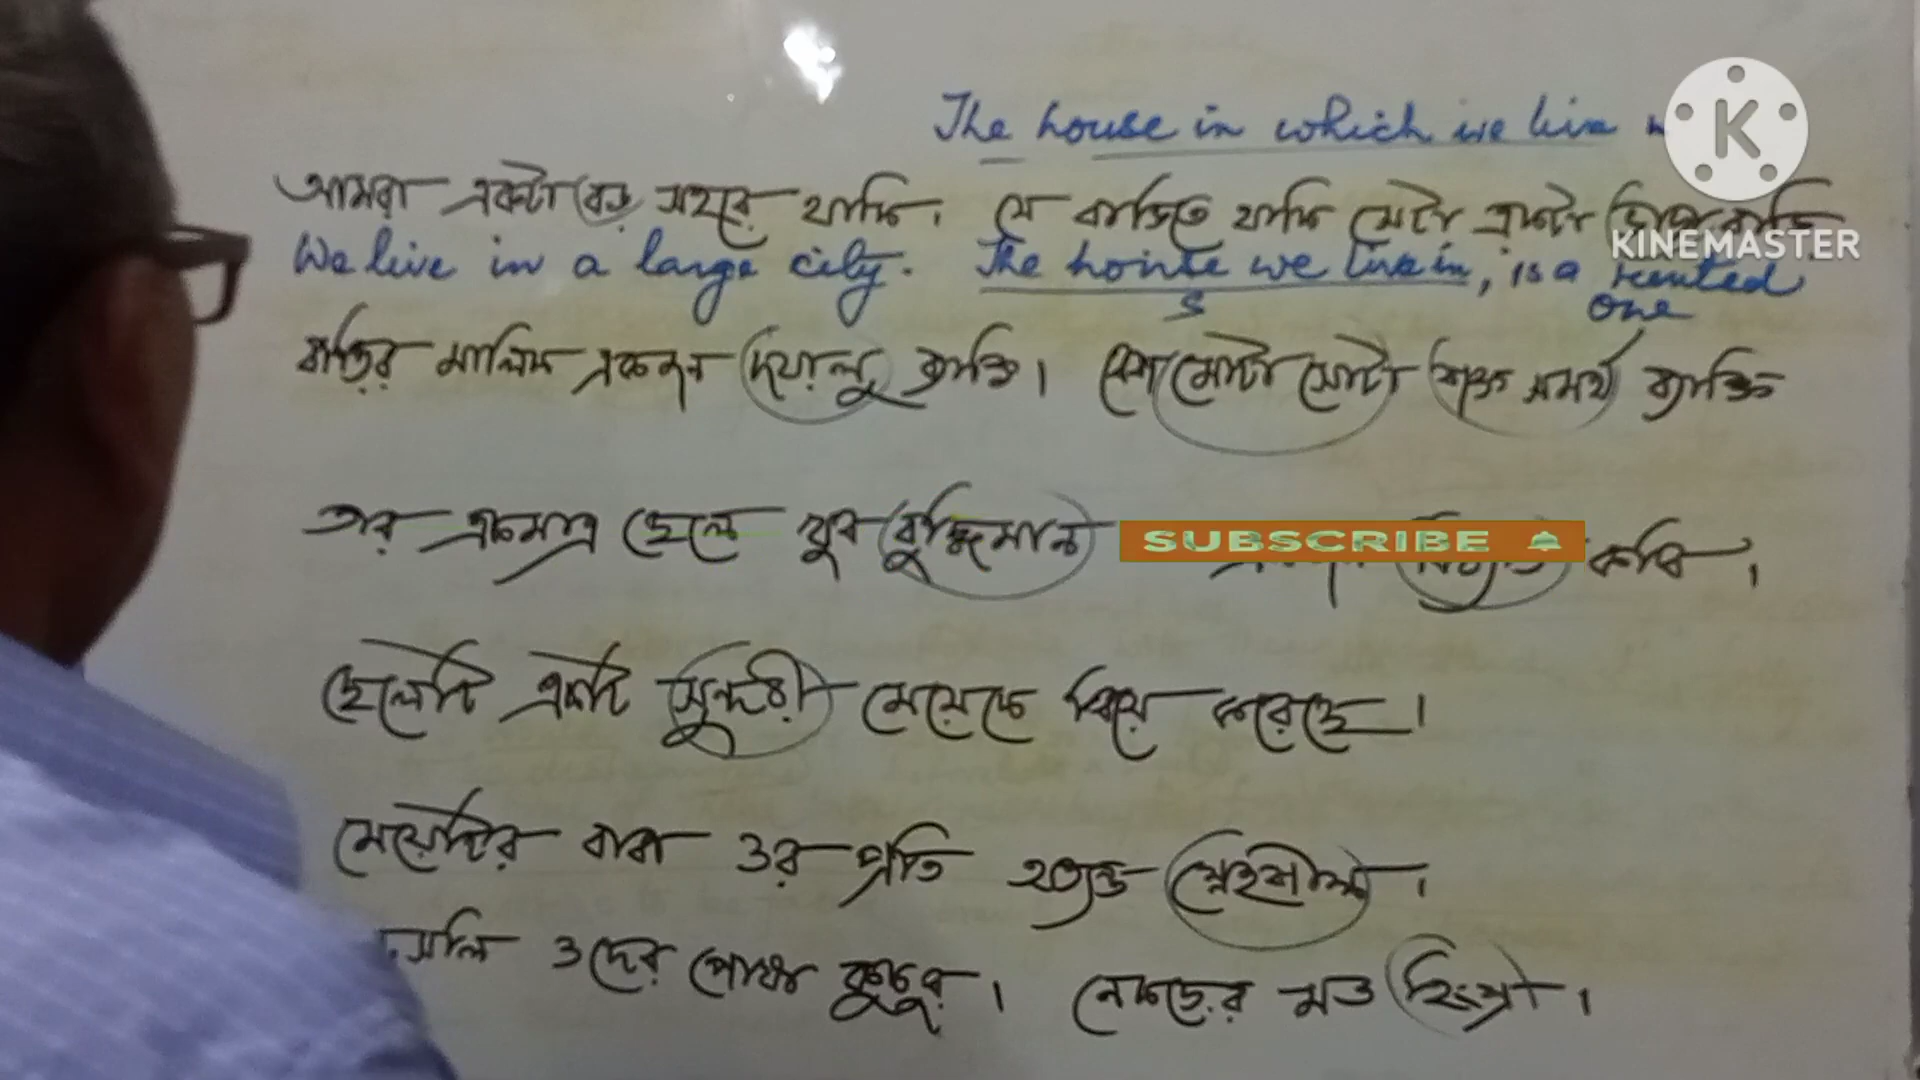 The house in which we live
আমরা একটা বড় সহরে থাকি। যে বাড়িতে থাকি সেটা একটা
KINEMASTER
We live in a large city. The house we live in, is a rented
s one
বাড়ির মালিক একজন দয়ালু ব্যক্তি। বেশ মোটা সোটা শক্ত সমর্থ ব্যক্তি
তার একমাত্র ছেলে খুব বুদ্ধিমান
SUBSCRIBE
কবি।
ছেলেটি একটি সুন্দরী মেয়েকে বিয়ে করেছে।
মেয়েটির বাবা ওর প্রতি অত্যন্ত স্নেহশীল।
ওদের পোষা কুকুর। নেকড়ের মত হিংস্র।